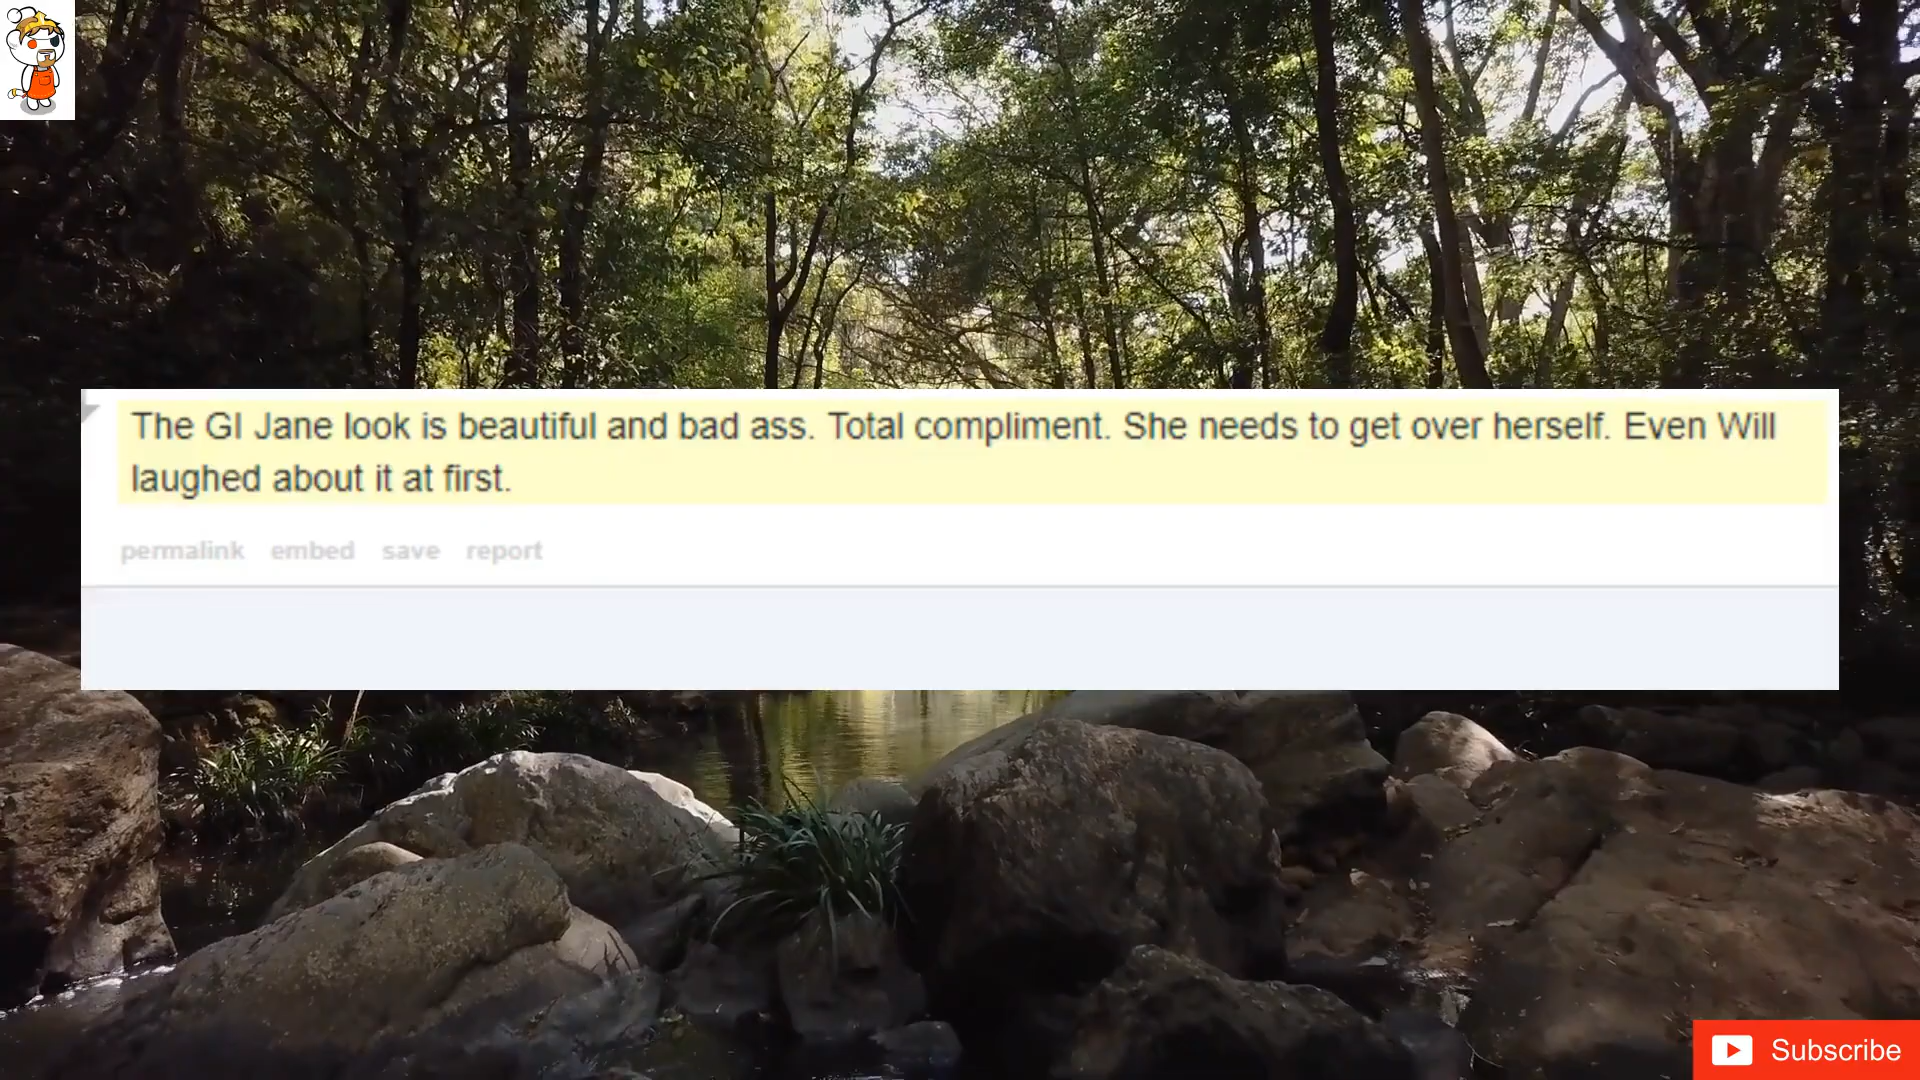 The GI Jane look is beautiful and bad ass. Total compliment. She needs to get over herself. Even Will
laughed about it at first.
permalink embed save report
Subscribe